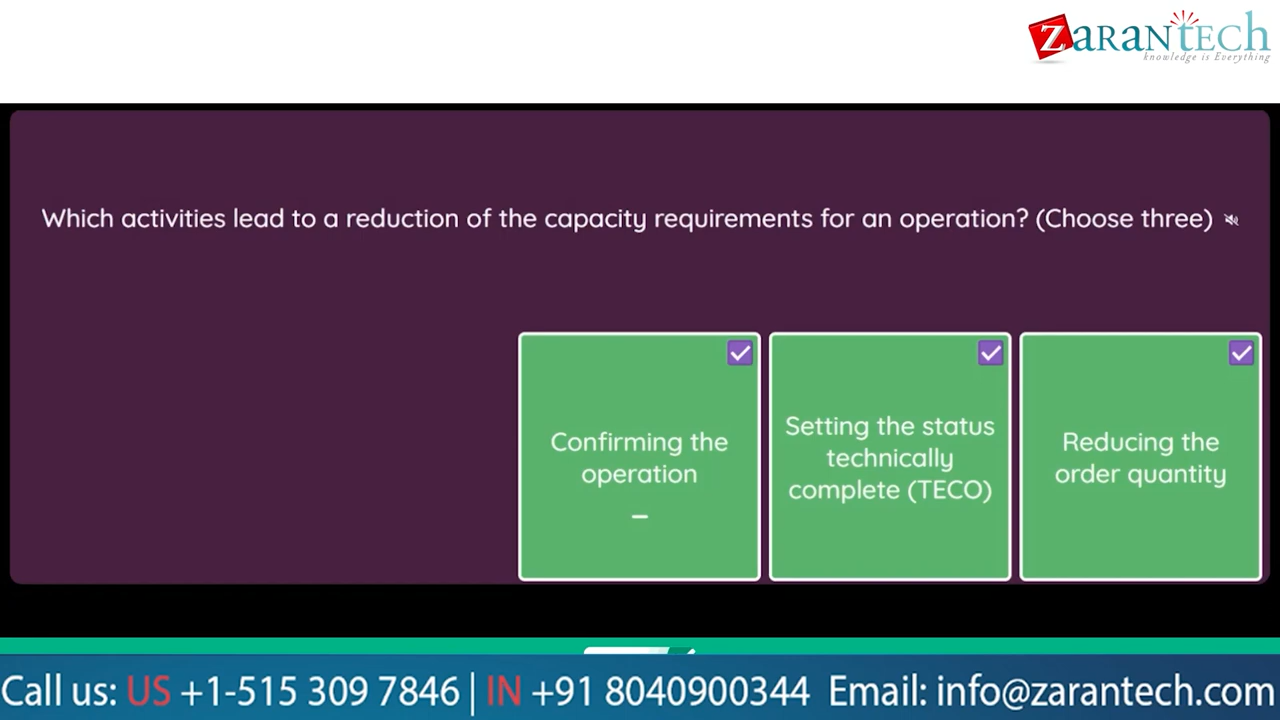 ZARANTECH
knowledge is Everything
Which activities lead to a reduction of the capacity requirements for an operation? (Choose three)
Confirming the
operation
–
Setting the status
technically
complete (TECO)
Reducing the
order quantity
Call us: US +1-515 309 7846 | IN +91 8040900344 Email: info@zarantech.com